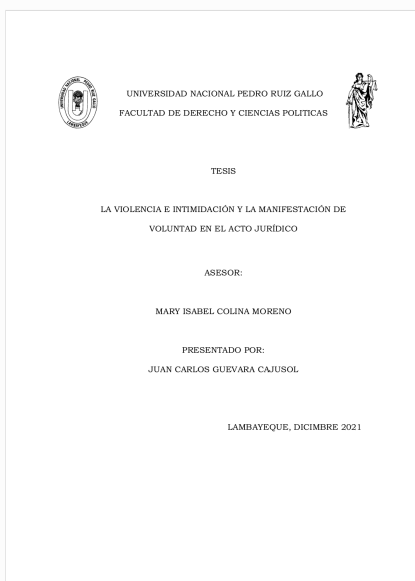 UNIVERSIDAD NACIONAL PEDRO RUIZ GALLO
FACULTAD DE DERECHO Y CIENCIAS POLITICAS
TESIS
LA VIOLENCIA E INTIMIDACIÓN Y LA MANIFESTACIÓN DE
VOLUNTAD EN EL ACTO JURÍDICO
ASESOR:
MARY ISABEL COLINA MORENO
PRESENTADO POR:
JUAN CARLOS GUEVARA CAJUSOL
LAMBAYEQUE, DICIMBRE 2021